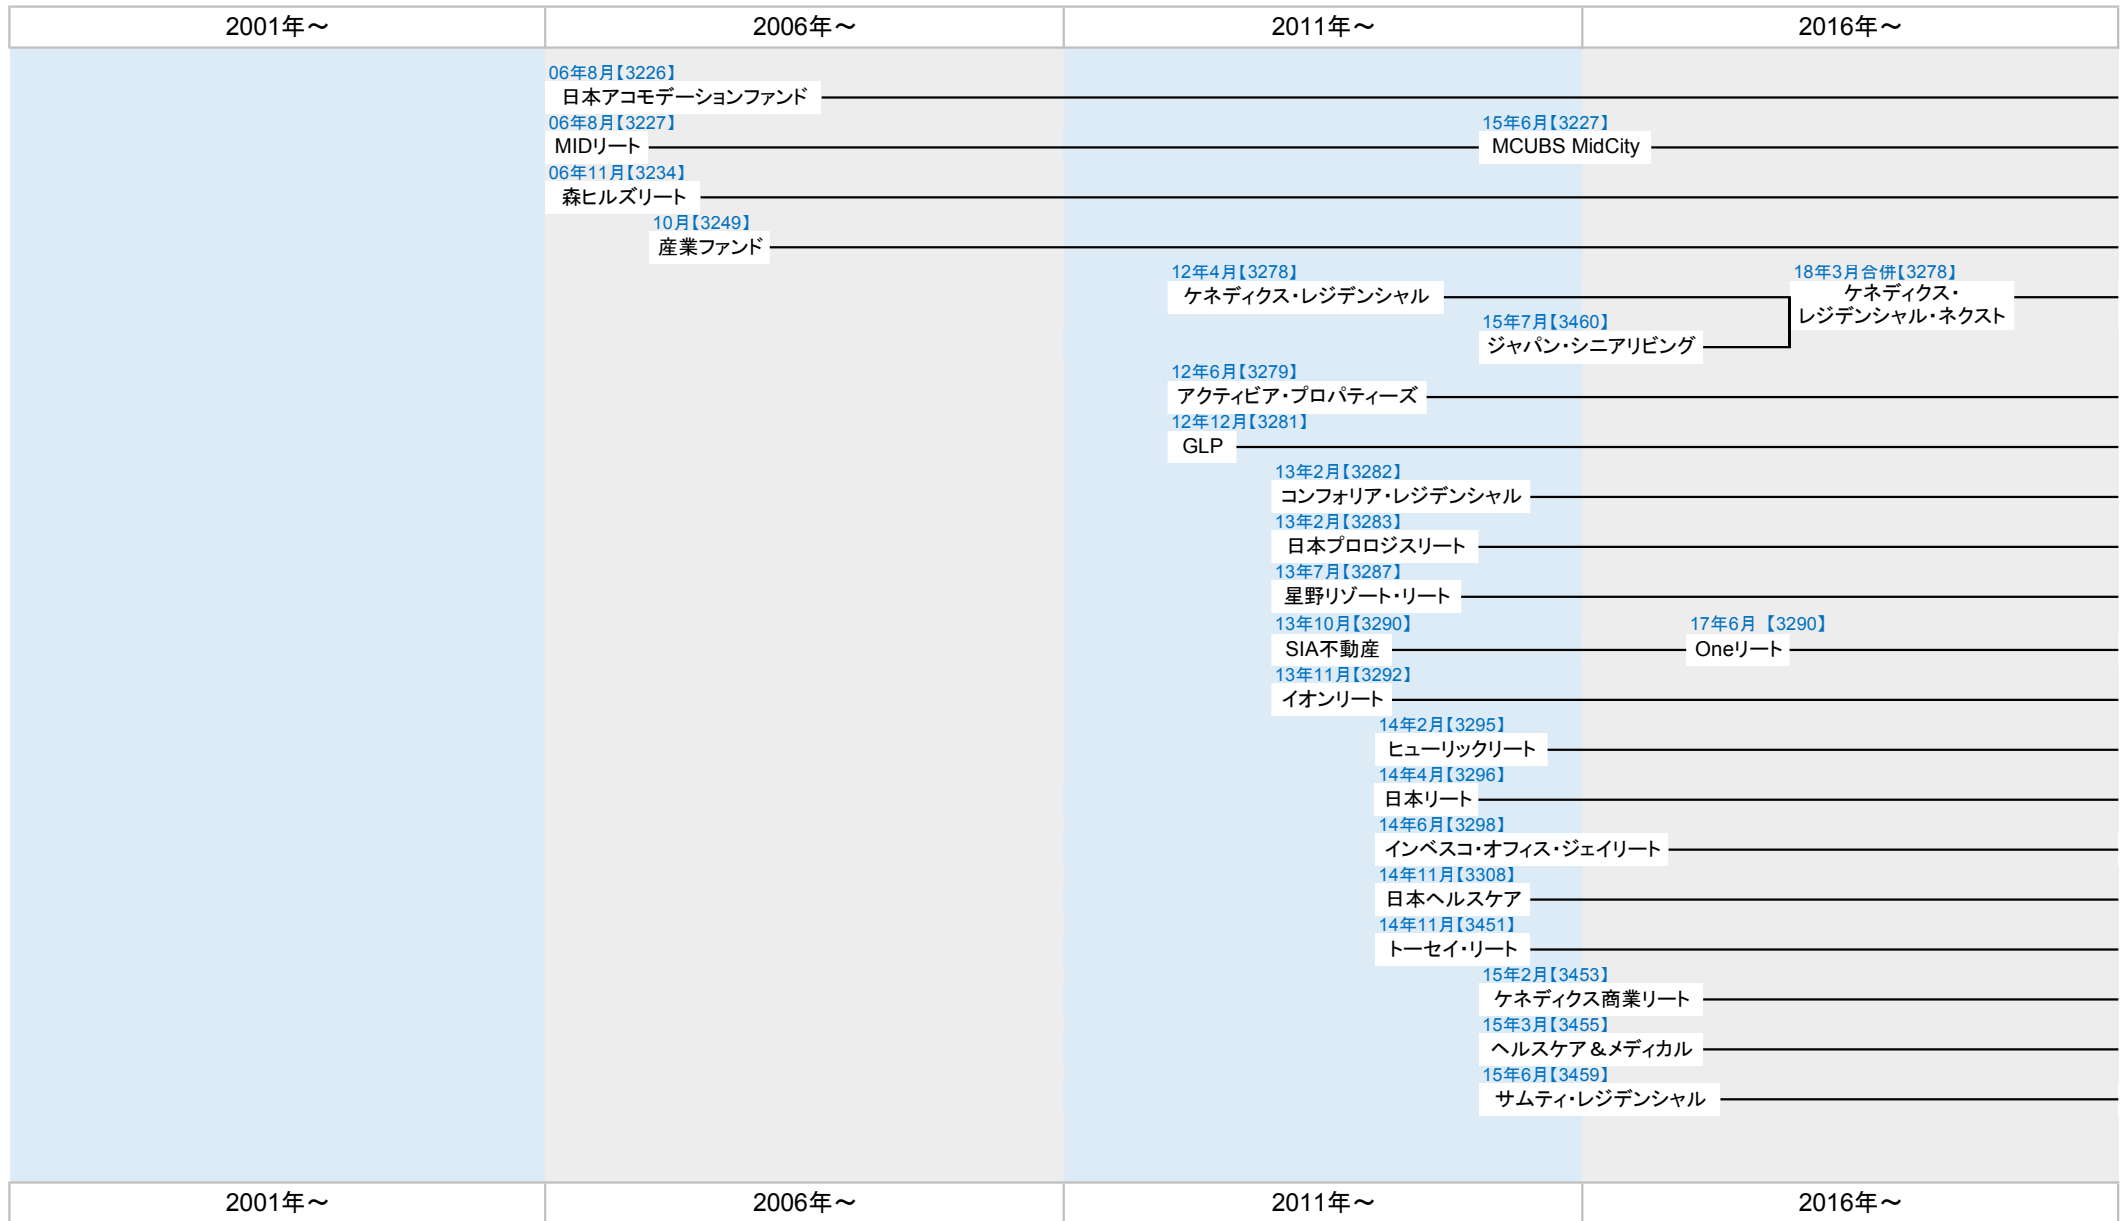 2001年～
2006年～
2011年～
2016年～
06年8月【3226】
日本アコモデーションファンド
06年8月【3227】
MIDリート
15年6月【3227】
MCUBS MidCity
06年11月【3234】
森ヒルズリート
10月【3249】
産業ファンド
12年4月【3278】
ケネディクス・レジデンシャル
18年3月合併【3278】
ケネディクス・
レジデンシャル・ネクスト
15年7月【3460】
ジャパン・シニアリビング
12年6月【3279】
アクティビア・プロパティーズ
12年12月【3281】
GLP
13年2月【3282】
コンフォリア・レジデンシャル
13年2月【3283】
日本プロロジスリート
13年7月【3287】
星野リゾート・リート
13年10月【3290】
SIA不動産
17年6月 【3290】
Oneリート
13年11月【3292】
イオンリート
14年2月【3295】
ヒューリックリート
14年4月【3296】
日本リート
14年6月【3298】
インベスコ・オフィス・ジェイリート
14年11月【3308】
日本ヘルスケア
14年11月【3451】
トーセイ・リート
15年2月【3453】
ケネディクス商業リート
15年3月【3455】
ヘルスケア＆メディカル
15年6月【3459】
サムティ・レジデンシャル
2001年～
2006年～
2011年～
2016年～